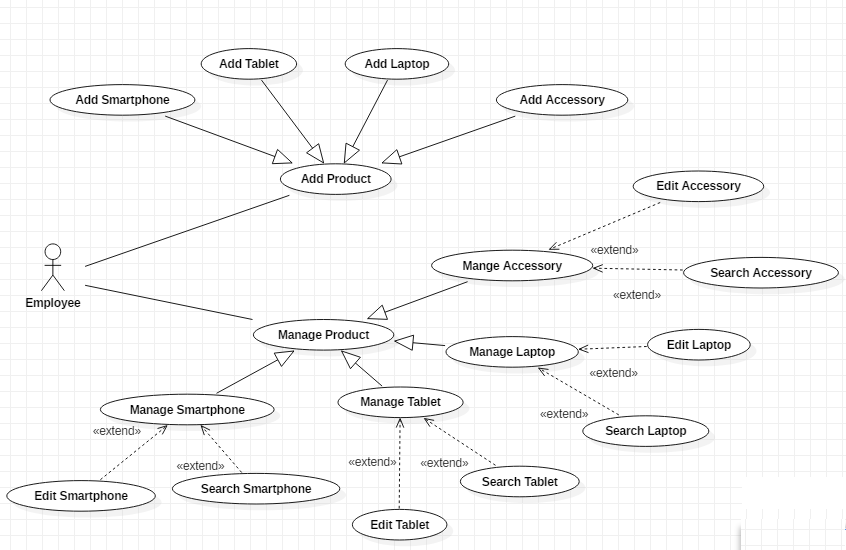 Add Tablet
Add Laptop
Add Smartphone
Add Accessory
Add Product
Edit Accessory
«extend»
Mange Accessory
Search Accessory
«extend»
Employee
Manage Product
Manage Laptop
Edit Laptop
«extend»
Manage Smartphone
Manage Tablet
«extend»
«extend»
Search Laptop
«extend»
«extend»
«extend»
Edit Smartphone
Search Smartphone
Search Tablet
Edit Tablet